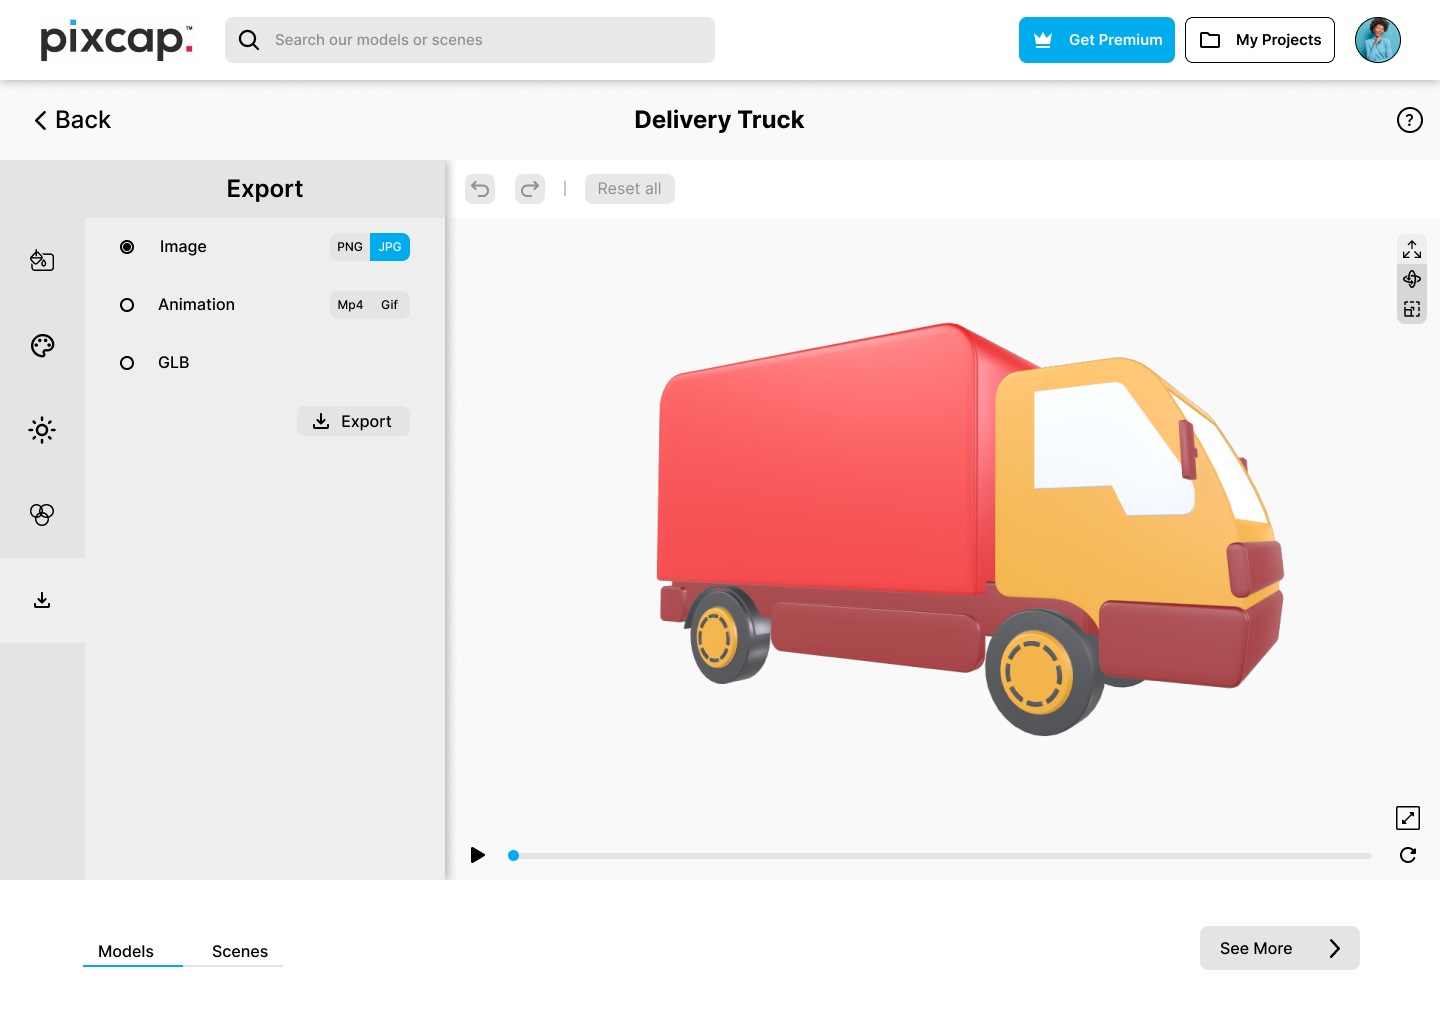 pixcap.™
Search our models or scenes
Get Premium
My Projects
Back
Delivery Truck
?
Export
Reset all
Image
PNG
JPG
Animation
Mp4
Gif
GLB
Export
Models
Scenes
See More